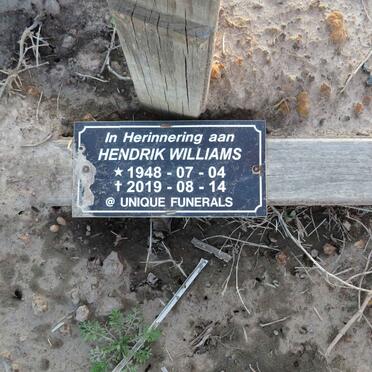 In Herinnering aan
HENDRIK WILLIAMS
★ 1948 - 07 - 04
✝ 2019 - 08 - 14
@ UNIQUE FUNERALS